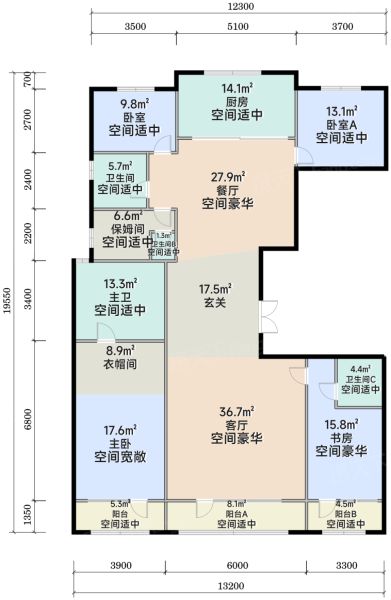 12300
3500 5100 3700
700
2700
2400
2200
3400
6800
1350
19550
9.8㎡
卧室
空间适中
14.1㎡
厨房
空间适中
13.1㎡
卧室A
空间适中
5.7㎡
卫生间
空间适中
27.9㎡
餐厅
空间豪华
6.6㎡
保姆间
空间适中
1.3㎡
卫生间B
空间适中
13.3㎡
主卫
空间适中
17.5㎡
玄关
8.9㎡
衣帽间
4.4㎡
卫生间C
空间适中
36.7㎡
客厅
空间豪华
17.6㎡
主卧
空间宽敞
15.8㎡
书房
空间豪华
5.3㎡
阳台
空间适中
8.1㎡
阳台A
空间适中
4.5㎡
阳台B
空间适中
3900 6000 3300
13200